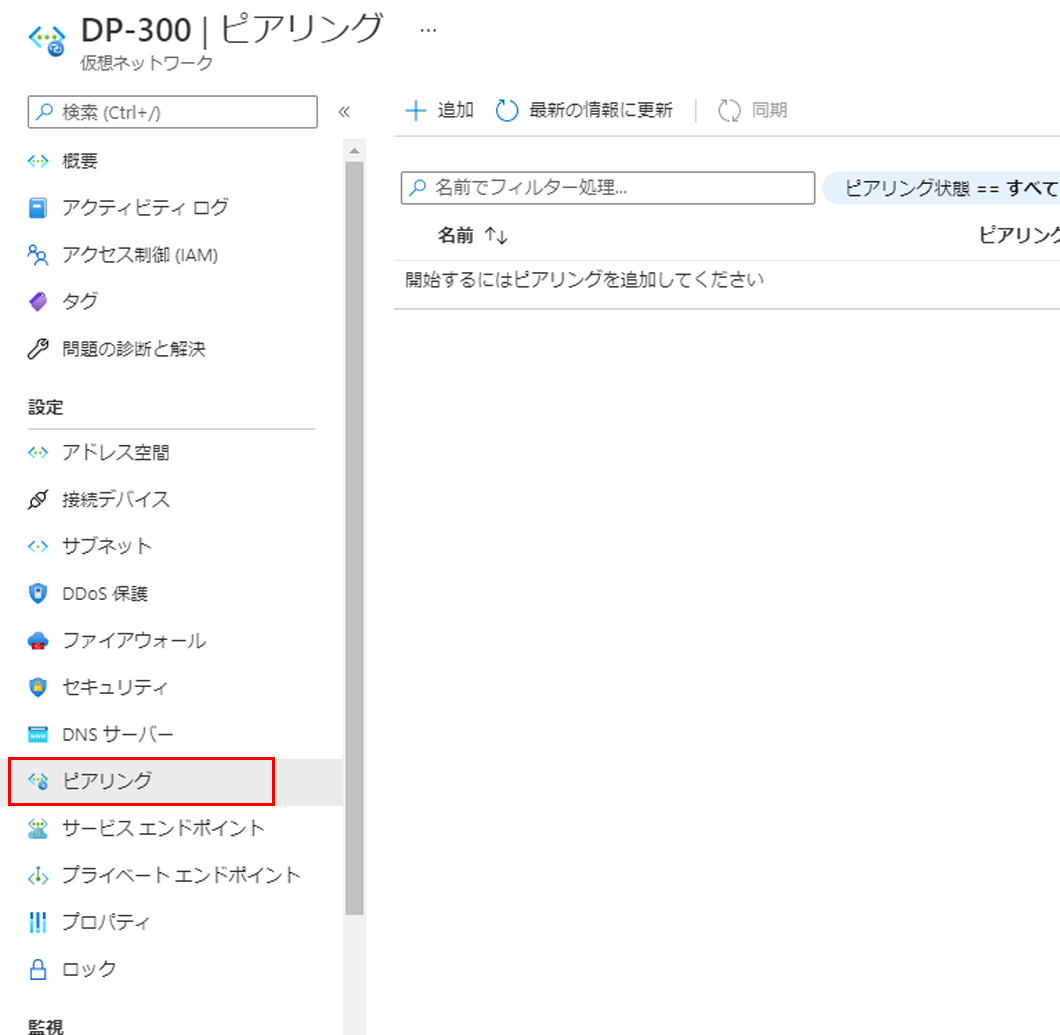 DP-300 | ピアリング ...
仮想ネットワーク
検索 (Ctrl+/)
«
概要
アクティビティ ログ
アクセス制御 (IAM)
タグ
問題の診断と解決
設定
アドレス空間
接続デバイス
サブネット
DDoS 保護
ファイアウォール
セキュリティ
DNS サーバー
ピアリング
サービス エンドポイント
プライベート エンドポイント
プロパティ
ロック
監視
追加 最新の情報に更新 同期
名前でフィルター処理... ピアリング状態 == すべて
名前 ↑↓ ピアリング
開始するにはピアリングを追加してください